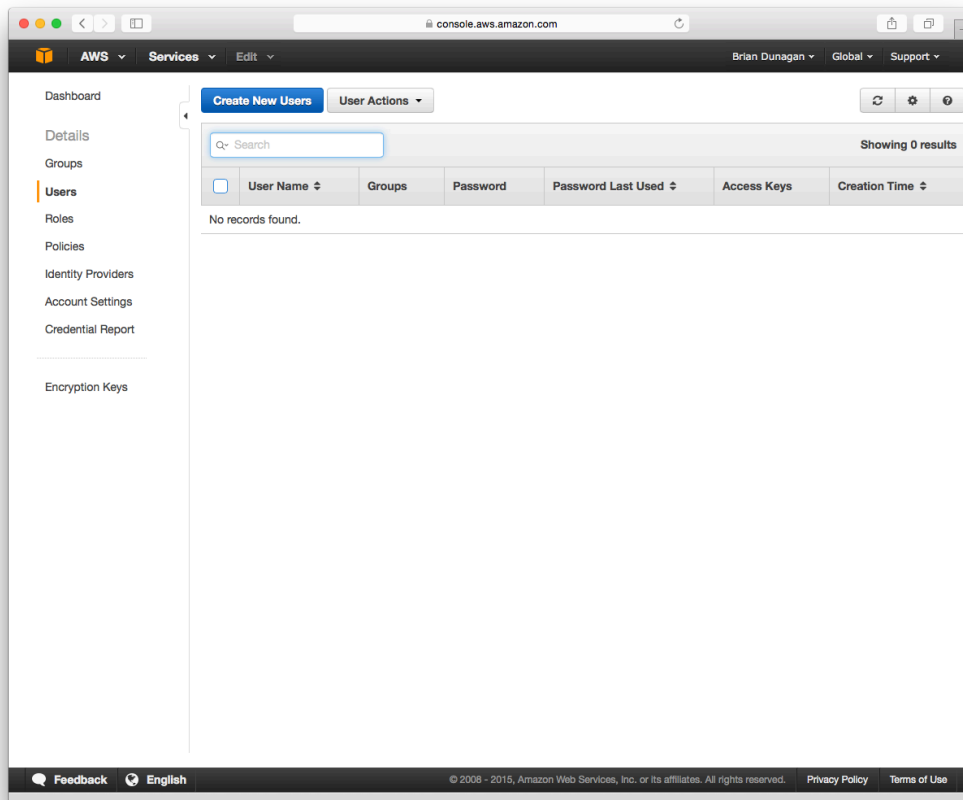 console.aws.amazon.com
AWS Services Edit Brian Dunagan Global Support
Dashboard
Details
Groups
Users
Roles
Policies
Identity Providers
Account Settings
Credential Report
Encryption Keys
Create New Users User Actions
Search Showing 0 results
User Name Groups Password Password Last Used Access Keys Creation Time
No records found.
Feedback English © 2008 - 2015, Amazon Web Services, Inc. or its affiliates. All rights reserved. Privacy Policy Terms of Use